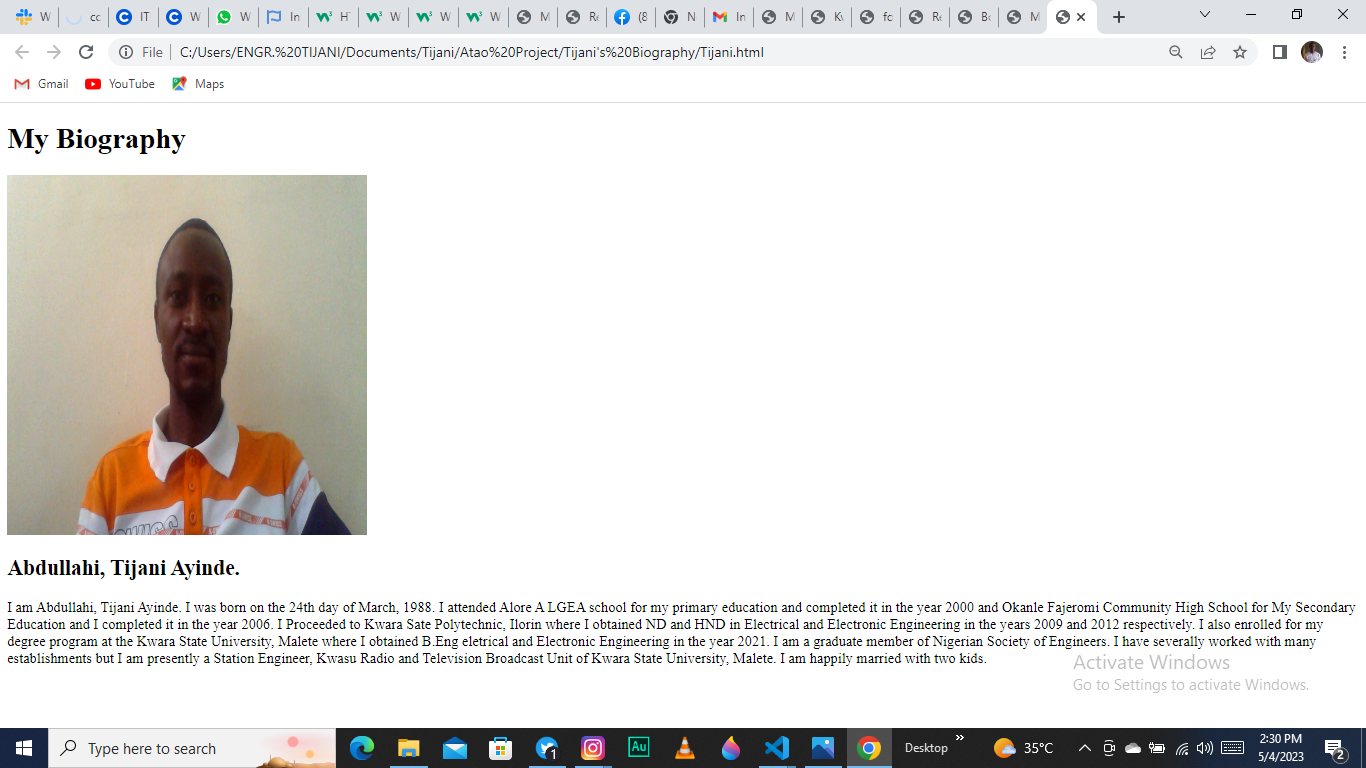 W
cc
IT
W
W
In
HT
W
W
W
M
Re
(8
N
In
M
Kv
fc
Re
Bo
M
File
C:/Users/ENGR.%20TIJANI/Documents/Tijani/Atao%20Project/Tijani's%20Biography/Tijani.html
Gmail
YouTube
Maps
My Biography
Abdullahi, Tijani Ayinde.
I am Abdullahi, Tijani Ayinde. I was born on the 24th day of March, 1988. I attended Alore A LGEA school for my primary education and completed it in the year 2000 and Okanle Fajeromi Community High School for My Secondary
Education and I completed it in the year 2006. I Proceeded to Kwara Sate Polytechnic, Ilorin where I obtained ND and HND in Electrical and Electronic Engineering in the years 2009 and 2012 respectively. I also enrolled for my
degree program at the Kwara State University, Malete where I obtained B.Eng eletrical and Electronic Engineering in the year 2021. I am a graduate member of Nigerian Society of Engineers. I have severally worked with many
establishments but I am presently a Station Engineer, Kwasu Radio and Television Broadcast Unit of Kwara State University, Malete. I am happily married with two kids.
Activate Windows
Go to Settings to activate Windows.
Type here to search
1
Au
Desktop
35°C
2:30 PM
5/4/2023
2